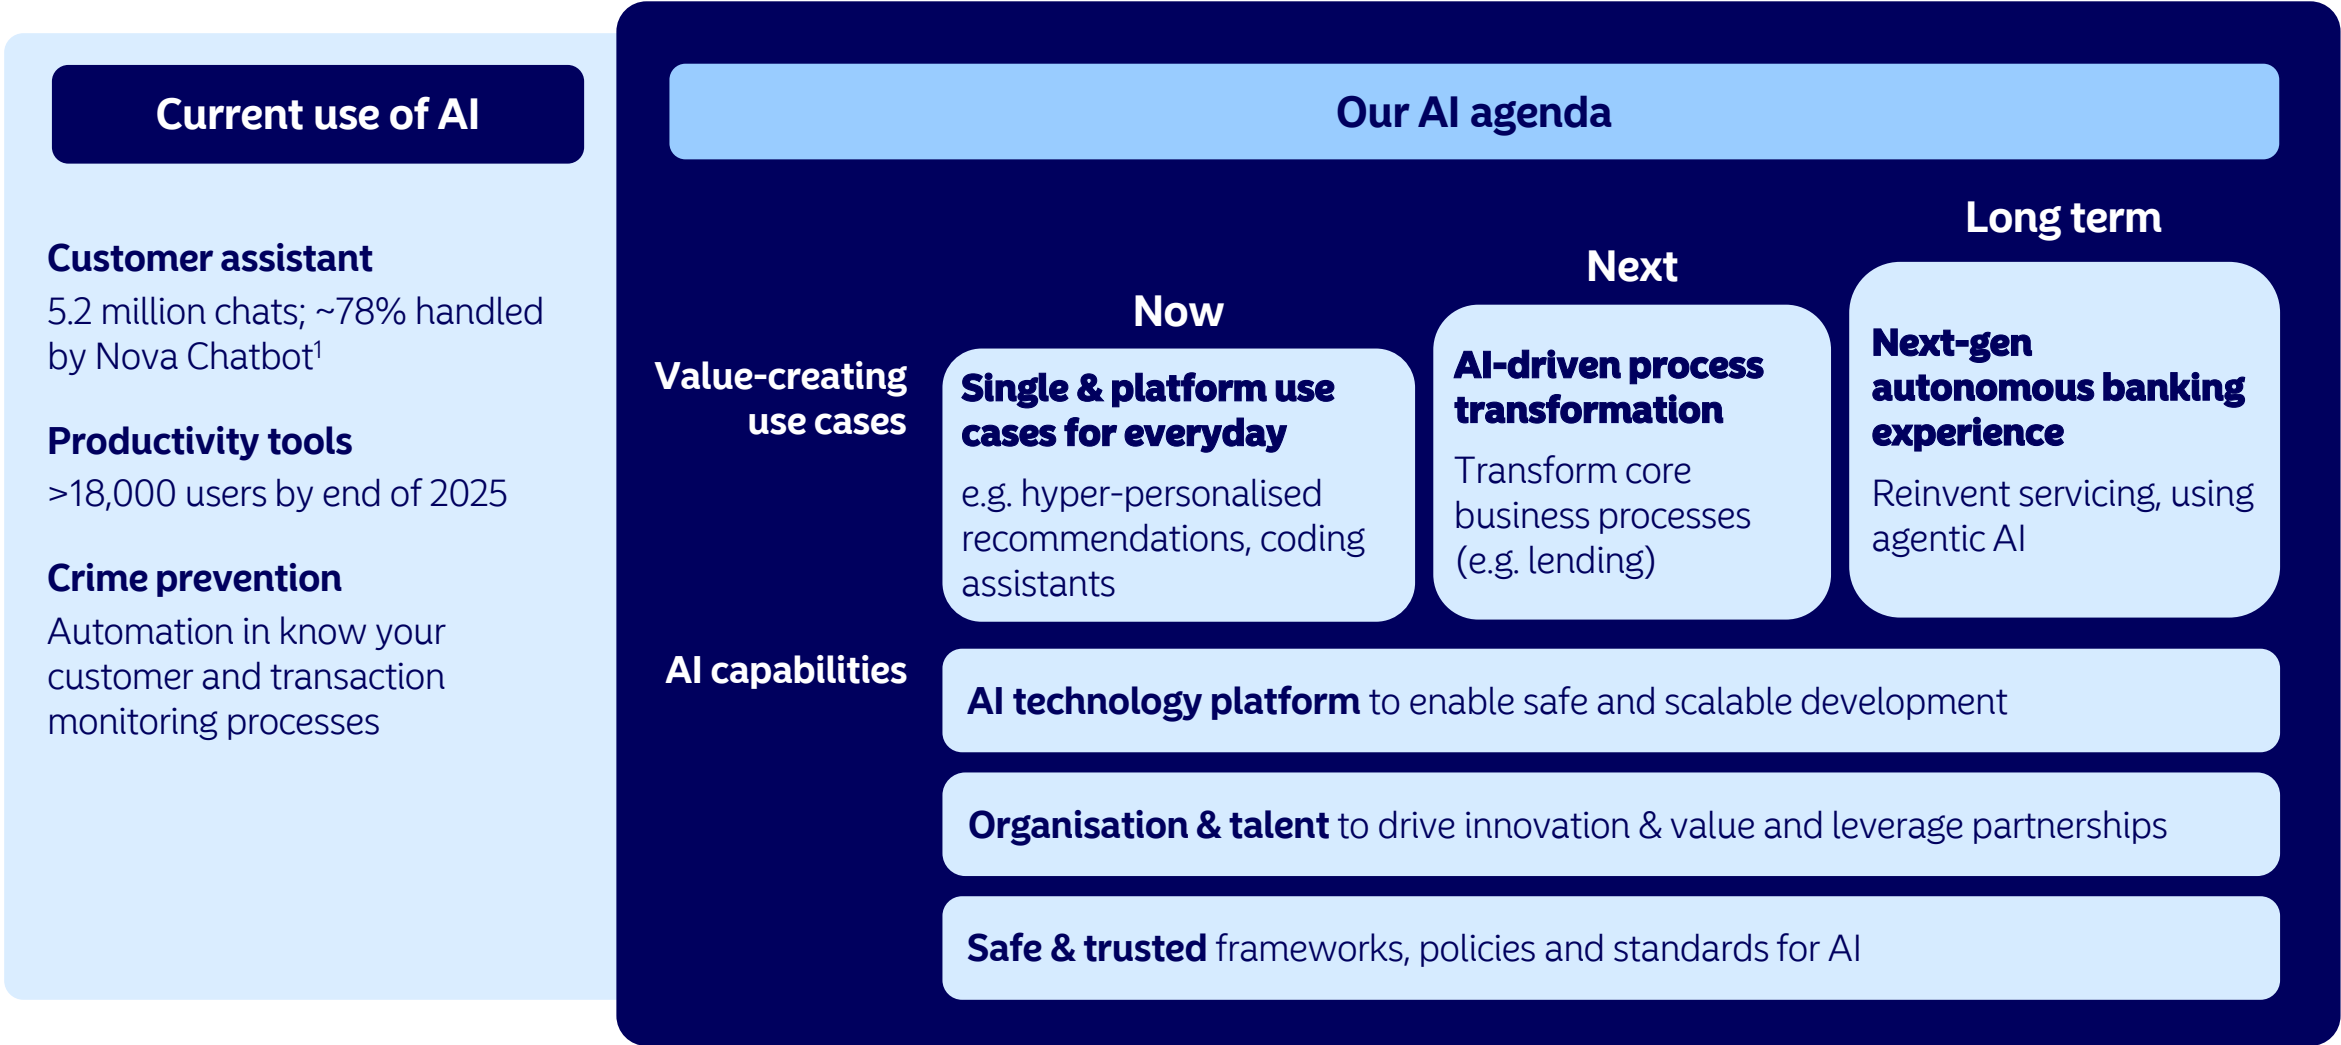 Current use of AI
Customer assistant
5.2 million chats; ~78% handled
by Nova Chatbot¹
Productivity tools
>18,000 users by end of 2025
Crime prevention
Automation in know your
customer and transaction
monitoring processes
Our AI agenda
Value-creating
use cases
Now
Single & platform use
cases for everyday
e.g. hyper-personalised
recommendations, coding
assistants
Next
AI-driven process
transformation
Transform core
business processes
(e.g. lending)
Long term
Next-gen
autonomous banking
experience
Reinvent servicing, using
agentic AI
AI capabilities
AI technology platform to enable safe and scalable development
Organisation & talent to drive innovation & value and leverage partnerships
Safe & trusted frameworks, policies and standards for AI